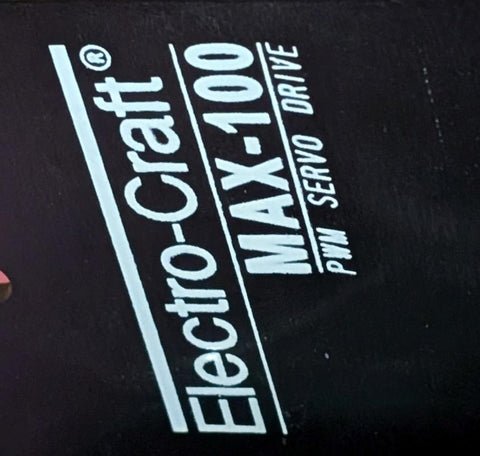 Electro-Craft®
MAX-100
PWM SERVO DRIVE